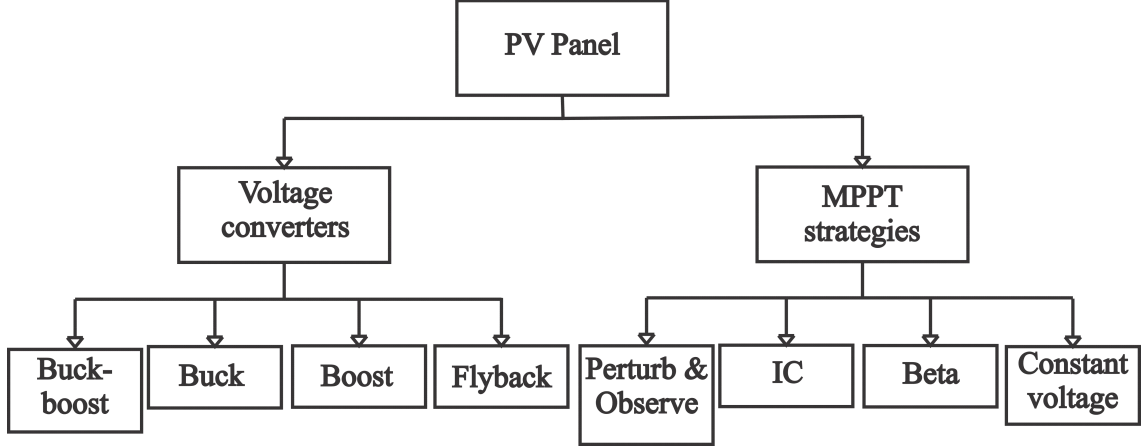 PV Panel
Voltage
converters
MPPT
strategies
Buck-
boost
Buck
Boost
Flyback
Perturb &
Observe
IC
Beta
Constant
voltage